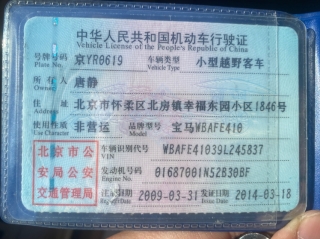 中华人民共和国机动车行驶证
Vehicle License of the People's Republic of China
号牌号码 京YR0619 车辆类型 小型越野客车
Plate No. Vehicle Type
所有人 唐静
Owner
住址 北京市怀柔区北房镇幸福东园小区1846号
Address
使用性质 非营运 品牌型号 宝马WBAFE410
Use Character Model
北京市公安局公安交通管理局
车辆识别代号 WBAFE41039L245837
VIN
发动机号码 01687001N52B30BF
Engine No.
注册日期 2009-03-31 发证日期 2014-03-18